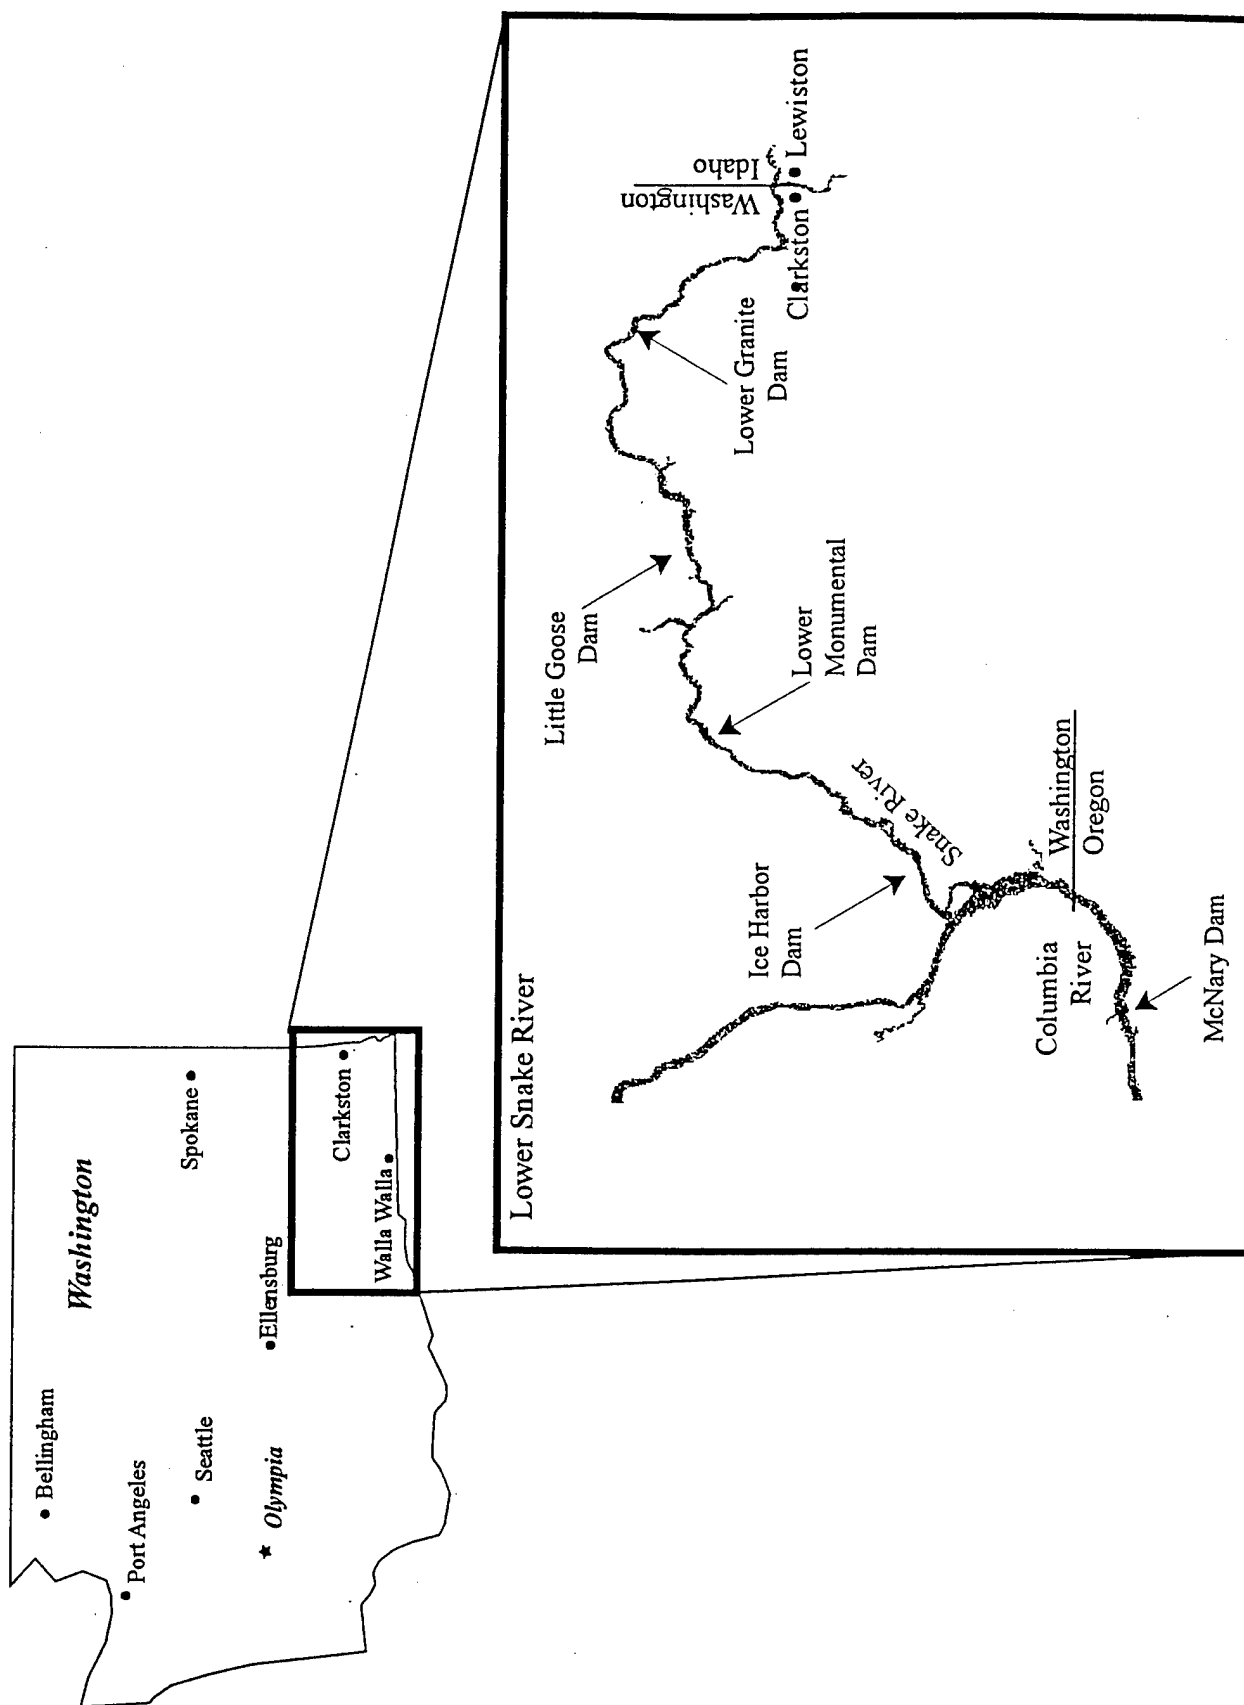 Washington
Bellingham
Port Angeles
Seattle
Olympia
Spokane
Ellensburg
Clarkston
Walla Walla
Lower Snake River
Little Goose
Dam
Washington
Idaho
Clarkston
Lewiston
Lower Granite
Dam
Lower
Monumental
Dam
Ice Harbor
Dam
Snake River
Washington
Oregon
Columbia
River
McNary Dam